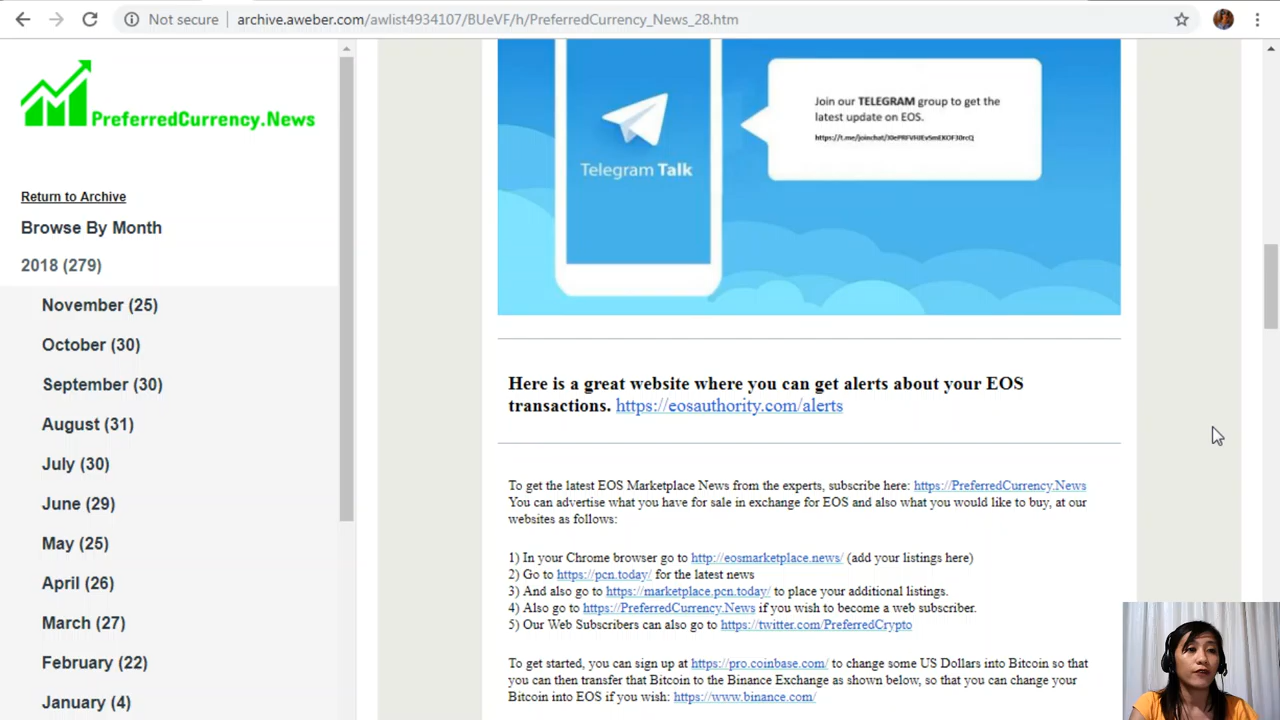 Not secure
archive.aweber.com/awlist4934107/BUeVF/h/PreferredCurrency_News_28.htm
PreferredCurrency.News
Return to Archive
Browse By Month
2018 (279)
November (25)
October (30)
September (30)
August (31)
July (30)
June (29)
May (25)
April (26)
March (27)
February (22)
January (4)
Telegram Talk
Join our TELEGRAM group to get the
latest update on EOS.
Here is a great website where you can get alerts about your EOS
transactions. https://eosauthority.com/alerts
To get the latest EOS Marketplace News from the experts, subscribe here: https://PreferredCurrency.News
You can advertise what you have for sale in exchange for EOS and also what you would like to buy, at our
websites as follows:
1) In your Chrome browser go to http://eosmarketplace.news/ (add your listings here)
2) Go to https://pcn.today/ for the latest news
3) And also go to https://marketplace.pcn.today/ to place your additional listings.
4) Also go to https://PreferredCurrency.News if you wish to become a web subscriber.
5) Our Web Subscribers can also go to https://twitter.com/PreferredCrypto
To get started, you can sign up at https://pro.coinbase.com/ to change some US Dollars into Bitcoin so that
you can then transfer that Bitcoin to the Binance Exchange as shown below, so that you can change your
Bitcoin into EOS if you wish: https://www.binance.com/